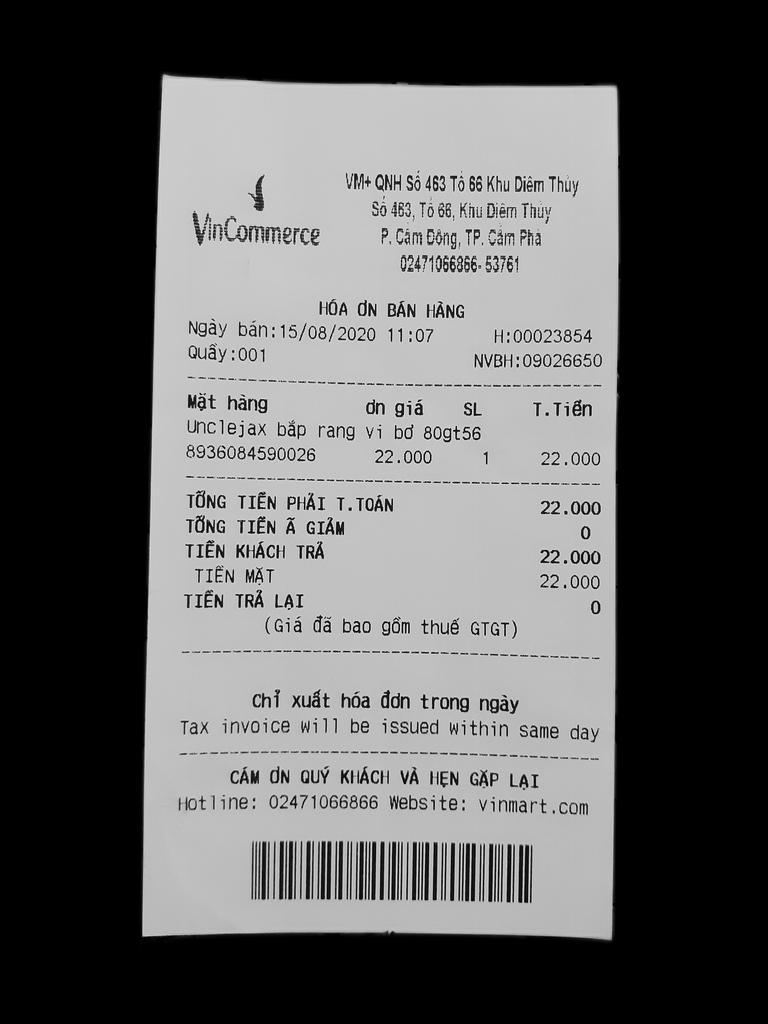 VinCommerce
VM+ QNH Số 463 Tổ 66 Khu Diêm Thủy
Số 463, Tổ 66, Khu Diêm Thủy
P. Cẩm Đông, TP. Cẩm Phả
02471066866-53761
HÓA ƠN BÁN HÀNG
Ngày bán:15/08/2020 11:07 H:00023854
Quầy:001 NVBH:09026650
Mặt hàng ơn giá SL T.Tiền
Unclejax bắp rang vi bơ 80gt56
8936084590026 22.000 1 22.000
TỔNG TIỀN PHẢI T.TOÁN 22.000
TỔNG TIỀN Ã GIẢM 0
TIỀN KHÁCH TRẢ 22.000
TIỀN MẶT 22.000
TIỀN TRẢ LẠI 0
(Giá đã bao gồm thuế GTGT)
Chỉ xuất hóa đơn trong ngày
Tax invoice will be issued within same day
CẢM ƠN QUÝ KHÁCH VÀ HẸN GẶP LẠI
Hotline: 02471066866 Website: vinmart.com